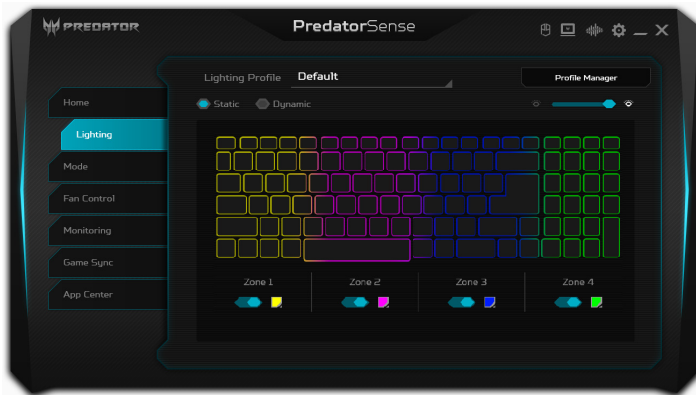 PREDATOR
PredatorSense
Lighting Profile Default
Profile Manager
Static Dynamic
Home
Lighting
Mode
Fan Control
Monitoring
Game Sync
App Center
Zone 1 Zone 2 Zone 3 Zone 4